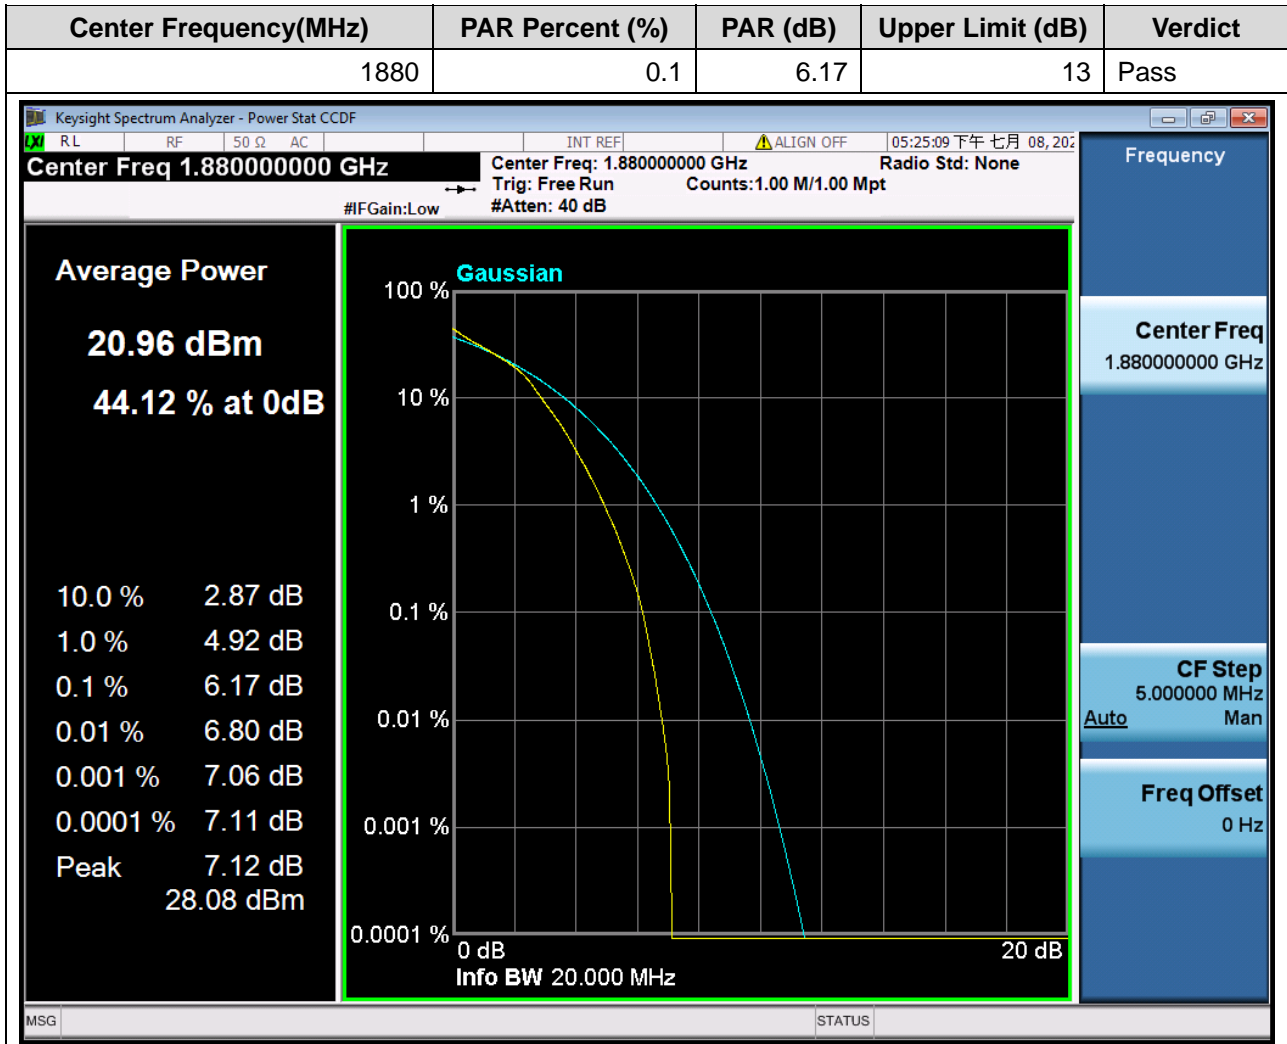 Center Frequency(MHz) PAR Percent (%) PAR (dB) Upper Limit (dB) Verdict
1880 0.1 6.17 13 Pass
Keysight Spectrum Analyzer - Power Stat CCDF
LXI RL RF 50 Ω AC INT REF ALIGN OFF 05:25:09 下午 七月 08, 202
Center Freq 1.880000000 GHz
Center Freq: 1.880000000 GHz Radio Std: None
Trig: Free Run Counts:1.00 M/1.00 Mpt
#IFGain:Low #Atten: 40 dB
Average Power
20.96 dBm
44.12 % at 0dB
10.0 % 2.87 dB
1.0 % 4.92 dB
0.1 % 6.17 dB
0.01 % 6.80 dB
0.001 % 7.06 dB
0.0001 % 7.11 dB
Peak 7.12 dB
28.08 dBm
Gaussian
100 %
10 %
1 %
0.1 %
0.01 %
0.001 %
0.0001 %
0 dB 20 dB
Info BW 20.000 MHz
Frequency
Center Freq
1.880000000 GHz
CF Step
5.000000 MHz
Auto Man
Freq Offset
0 Hz
MSG STATUS